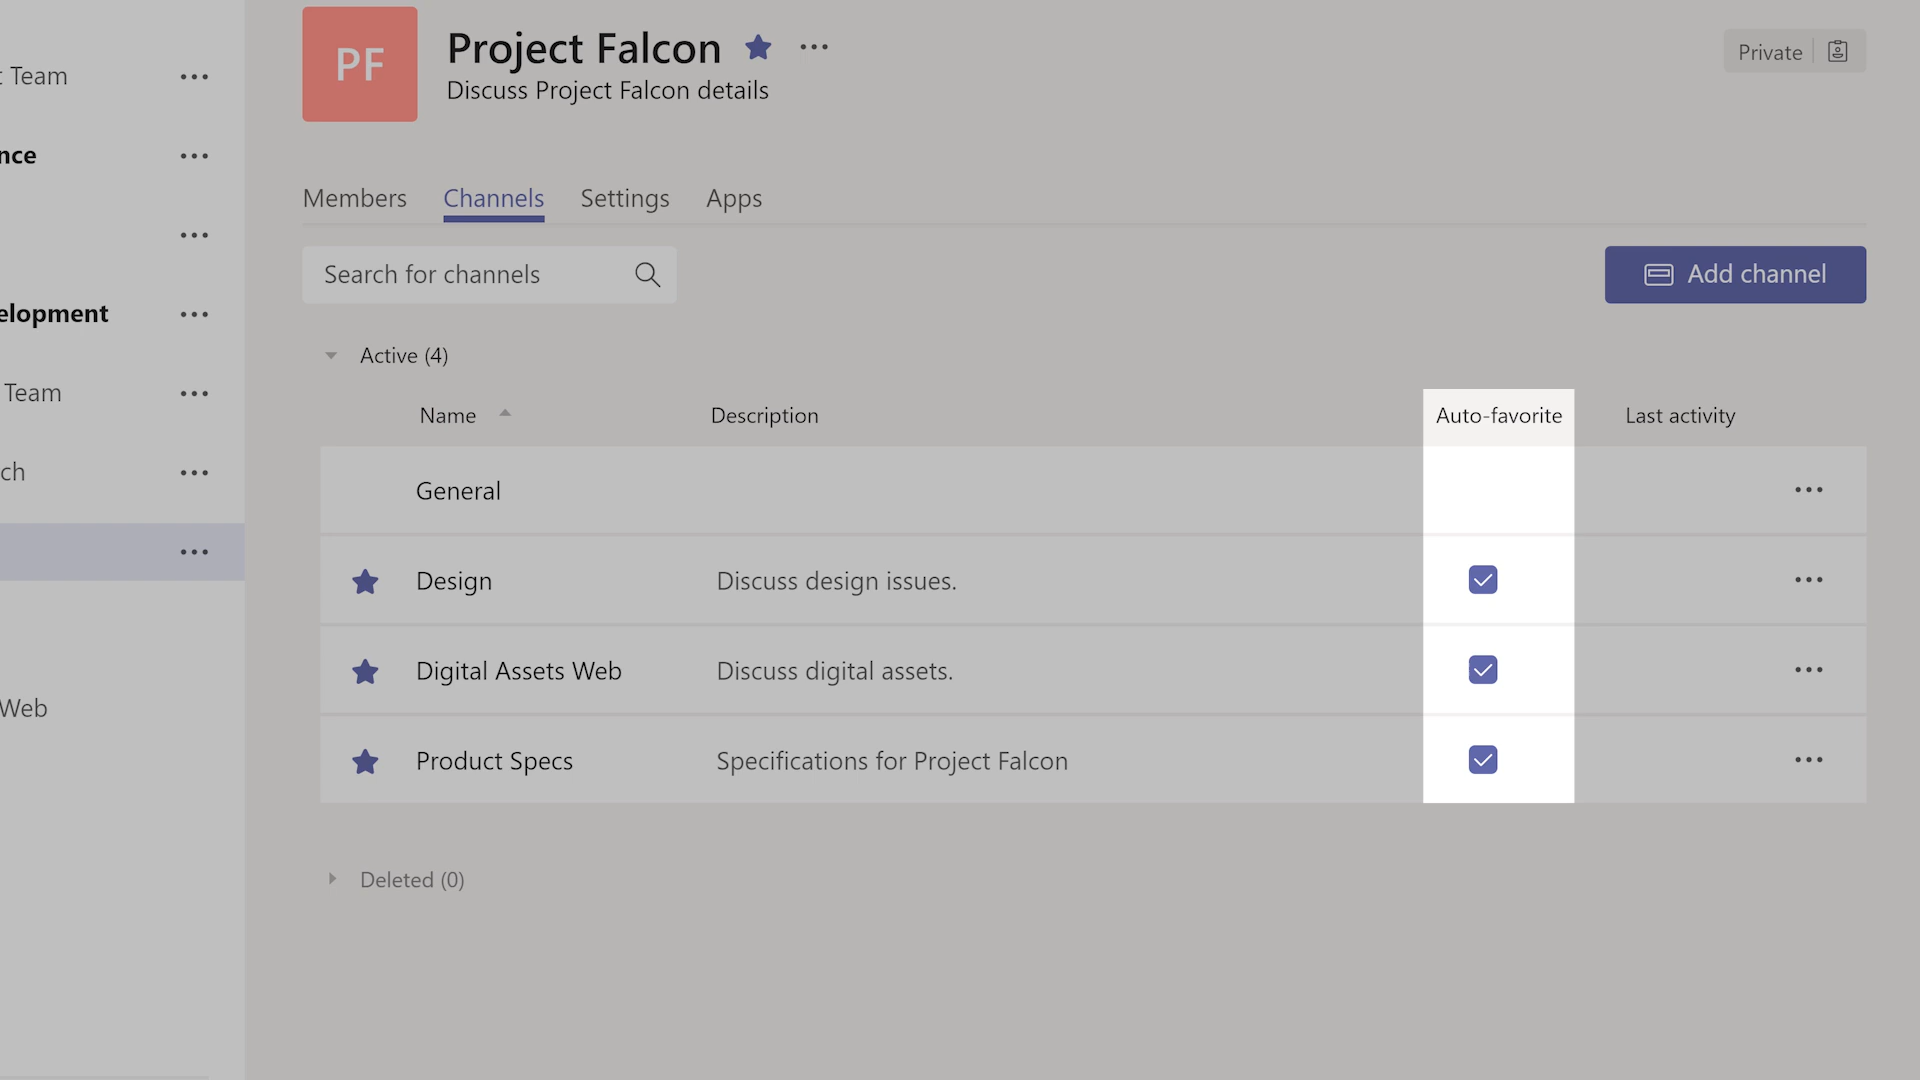 Team
nce
elopment
Team
ch
Web
PF
Project Falcon
Discuss Project Falcon details
Private
Members Channels Settings Apps
Search for channels
Add channel
Active (4)
Name Description Auto-favorite Last activity
General
Design Discuss design issues.
Digital Assets Web Discuss digital assets.
Product Specs Specifications for Project Falcon
Deleted (0)